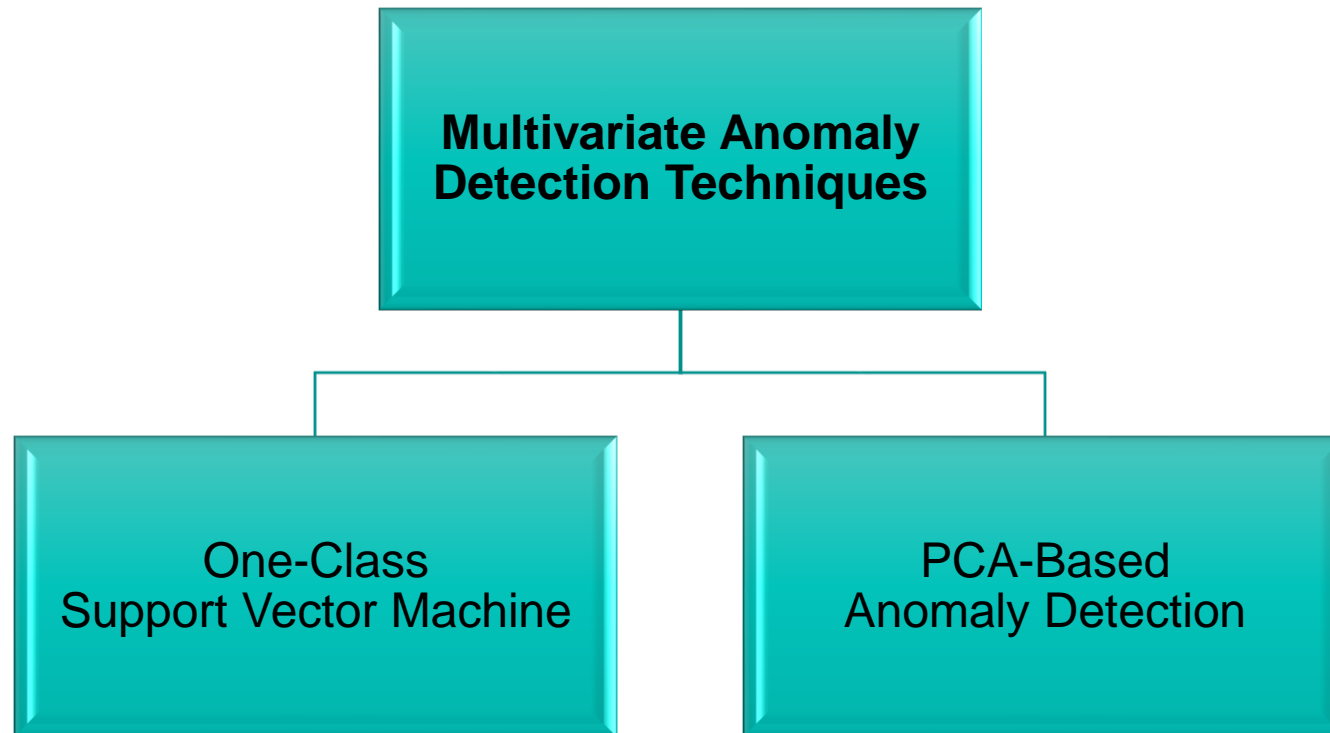 Multivariate Anomaly
Detection Techniques
One-Class
Support Vector Machine
PCA-Based
Anomaly Detection